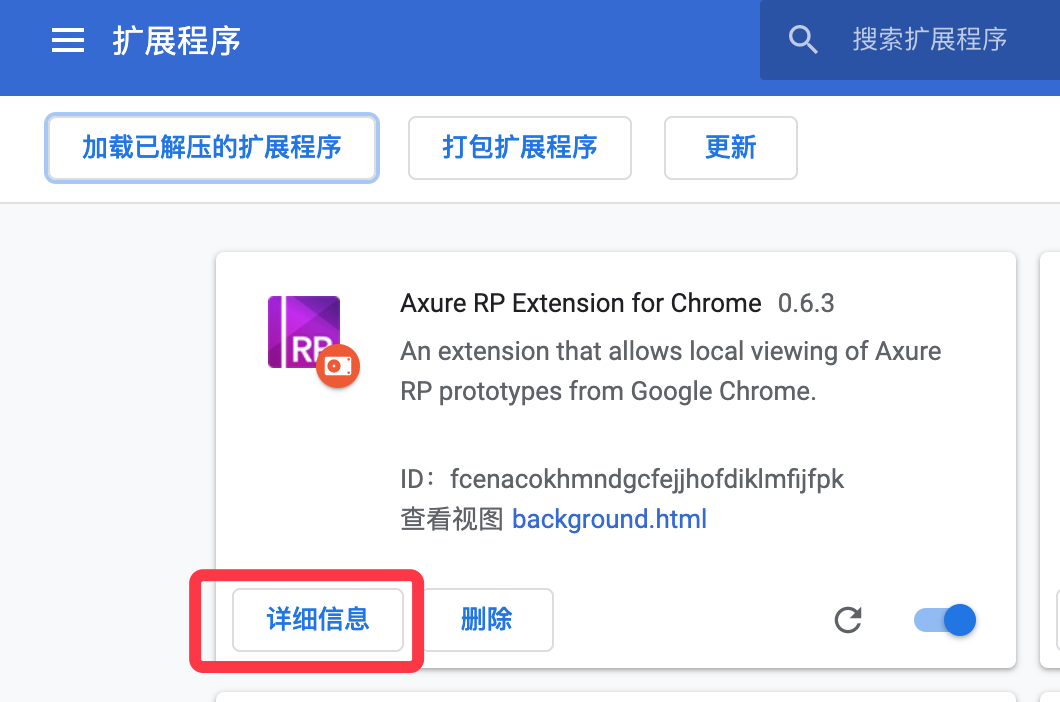 扩展程序
搜索扩展程序
加载已解压的扩展程序
打包扩展程序
更新
RP
Axure RP Extension for Chrome 0.6.3
An extension that allows local viewing of Axure
RP prototypes from Google Chrome.
ID：fcenacokhmndgcfejjhofdiklmfijfpk
查看视图 background.html
详细信息
删除